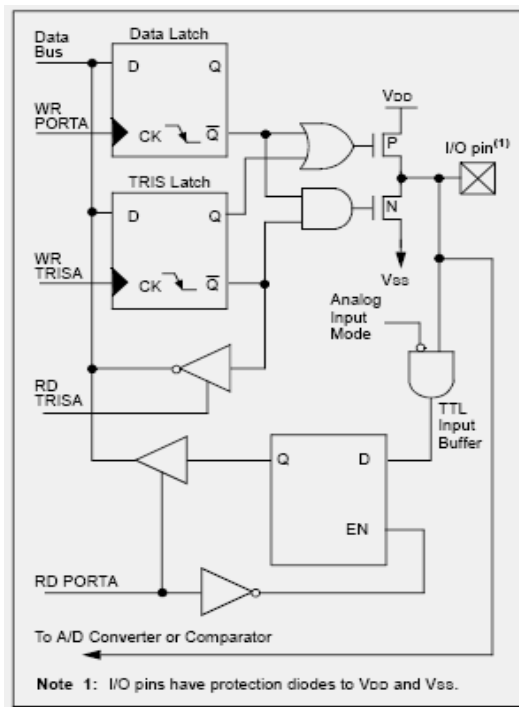 Data Latch
Data
Bus
D Q
VDD
WR
PORTA
CK Q
P
I/O pin(1)
TRIS Latch
D Q
N
WR
TRISA
CK Q
VSS
Analog
Input
Mode
RD
TRISA
TTL
Input
Buffer
Q D
EN
RD PORTA
To A/D Converter or Comparator
Note 1: I/O pins have protection diodes to VDD and VSS.